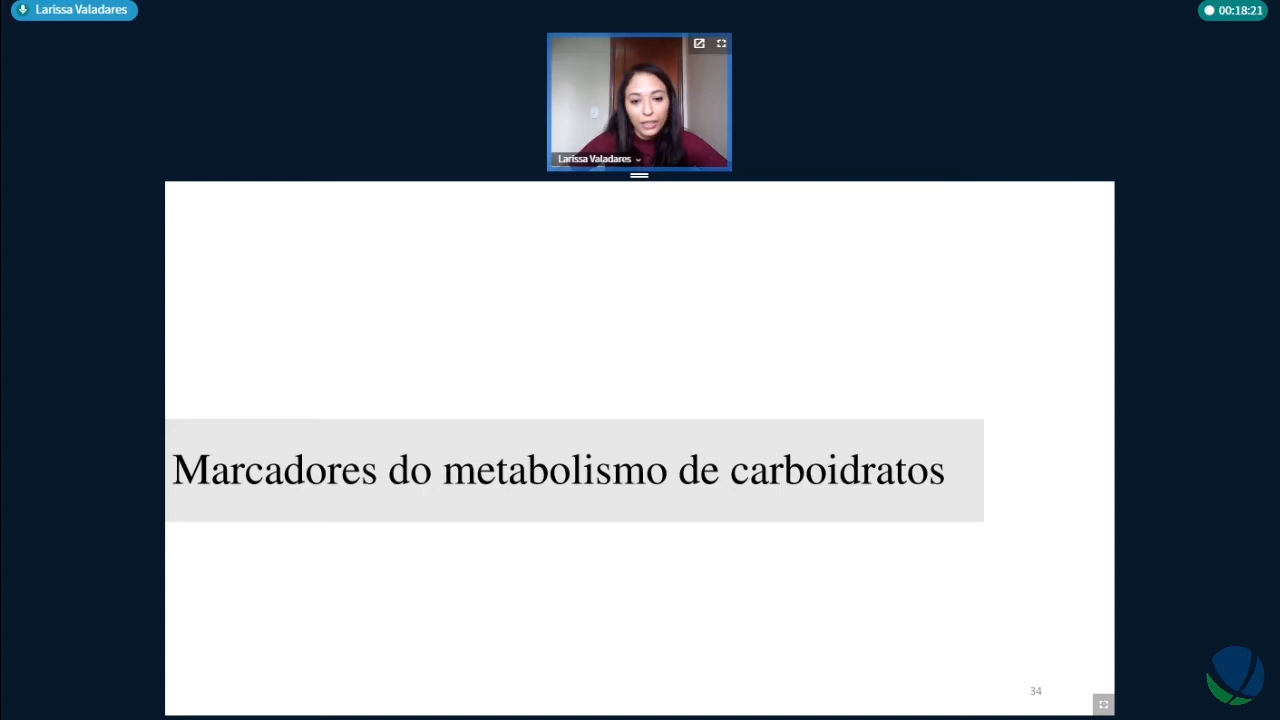 Larissa Valadares
00:18:21
Larissa Valadares
Marcadores do metabolismo de carboidratos
34